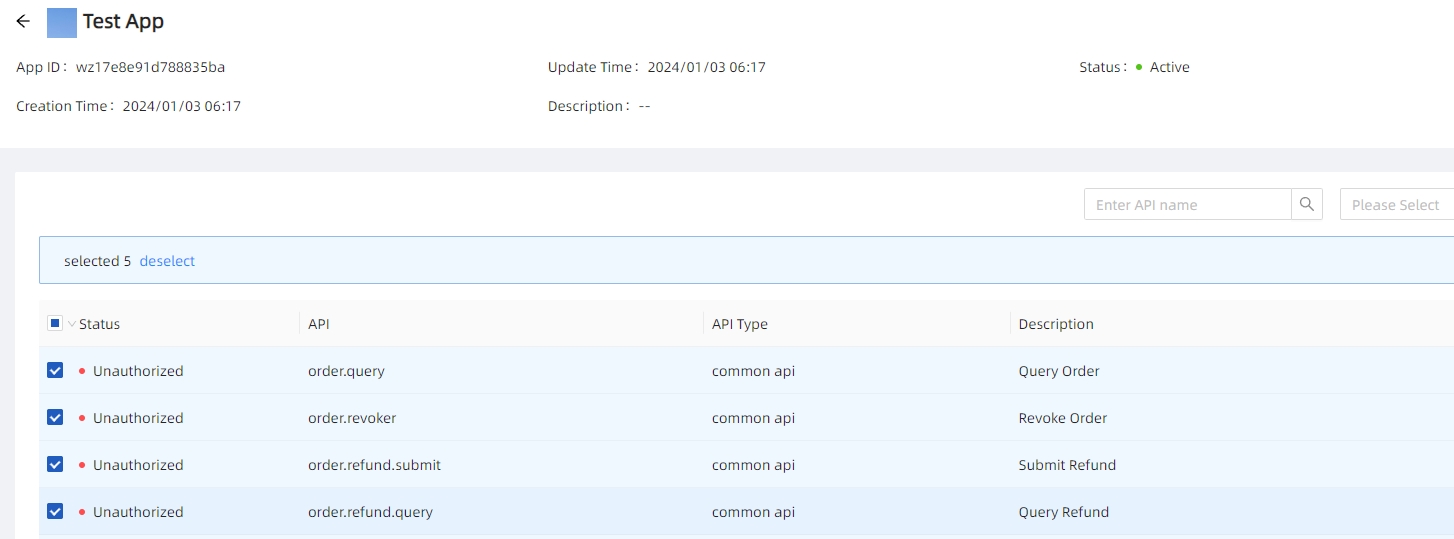 Test App
App ID： wz17e8e91d788835ba Update Time： 2024/01/03 06:17 Status： Active
Creation Time： 2024/01/03 06:17 Description： --
Enter API name Please Select
selected 5 deselect
Status API API Type Description
Unauthorized order.query common api Query Order
Unauthorized order.revoker common api Revoke Order
Unauthorized order.refund.submit common api Submit Refund
Unauthorized order.refund.query common api Query Refund